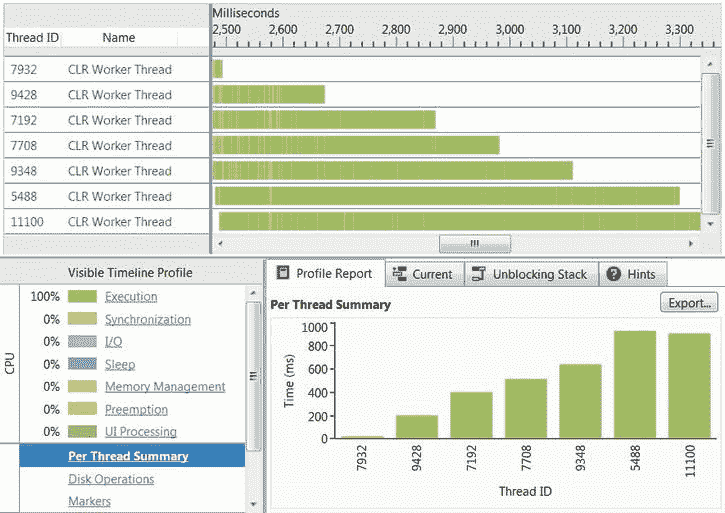 Milliseconds
Thread ID Name 2,500 2,600 2,700 2,800 2,900 3,000 3,100 3,200 3,300
7932 CLR Worker Thread
9428 CLR Worker Thread
7192 CLR Worker Thread
7708 CLR Worker Thread
9348 CLR Worker Thread
5488 CLR Worker Thread
11100 CLR Worker Thread
Visible Timeline Profile
CPU
100% Execution
0% Synchronization
0% I/O
0% Sleep
0% Memory Management
0% Preemption
0% UI Processing
Per Thread Summary
Disk Operations
Markers
Profile Report Current Unblocking Stack Hints
Per Thread Summary Export...
Time (ms)
1000
800
600
400
200
0
7932 9428 7192 7708 9348 5488 11100
Thread ID